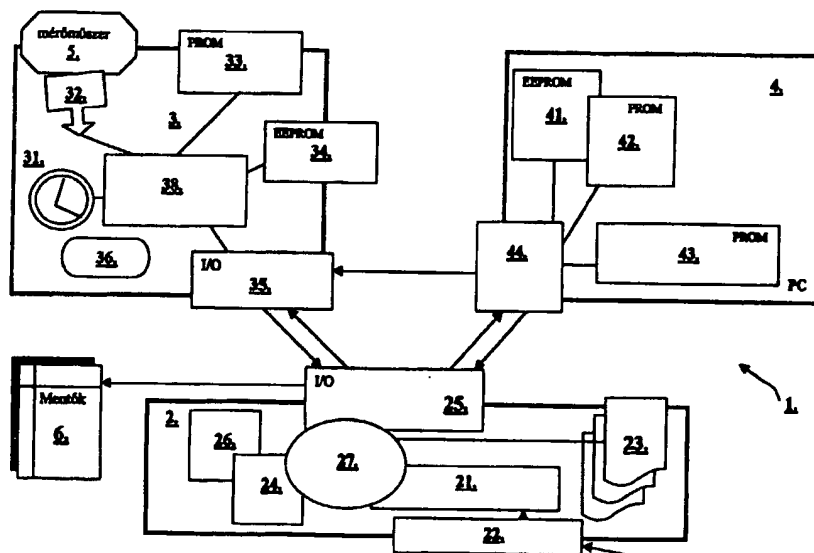 mérőműszer
5.
PROM
33.
32.
3.
EEPROM
34.
31.
38.
36.
I/O
35.
4.
EEPROM
41.
PROM
42.
44.
PROM
43.
PC
I/O
25.
1.
Mentők
6.
2.
26.
24.
27.
21.
23.
22.